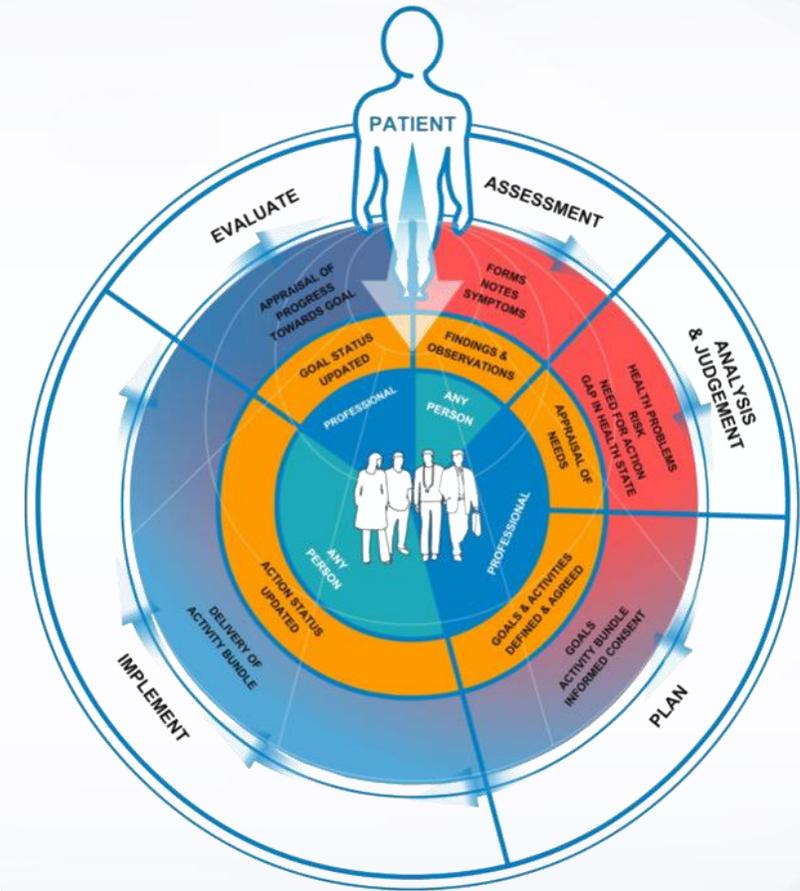 PATIENT
ASSESSMENT
FORMS
NOTES
SYMPTOMS
FINDINGS &
OBSERVATIONS
ANY
PERSON
ANALYSIS
& JUDGEMENT
HEALTH PROBLEMS
RISK
NEED FOR ACTION
GAP IN HEALTH STATE
APPRAISAL OF
NEEDS
PROFESSIONAL
PLAN
GOALS
ACTIVITY BUNDLE
INFORMED CONSENT
GOALS & ACTIVITIES
DEFINED & AGREED
IMPLEMENT
DELIVERY OF
ACTIVITY BUNDLE
ACTION STATUS
UPDATED
ANY
PERSON
EVALUATE
APPRAISAL OF
PROGRESS
TOWARDS GOAL
GOAL STATUS
UPDATED
PROFESSIONAL